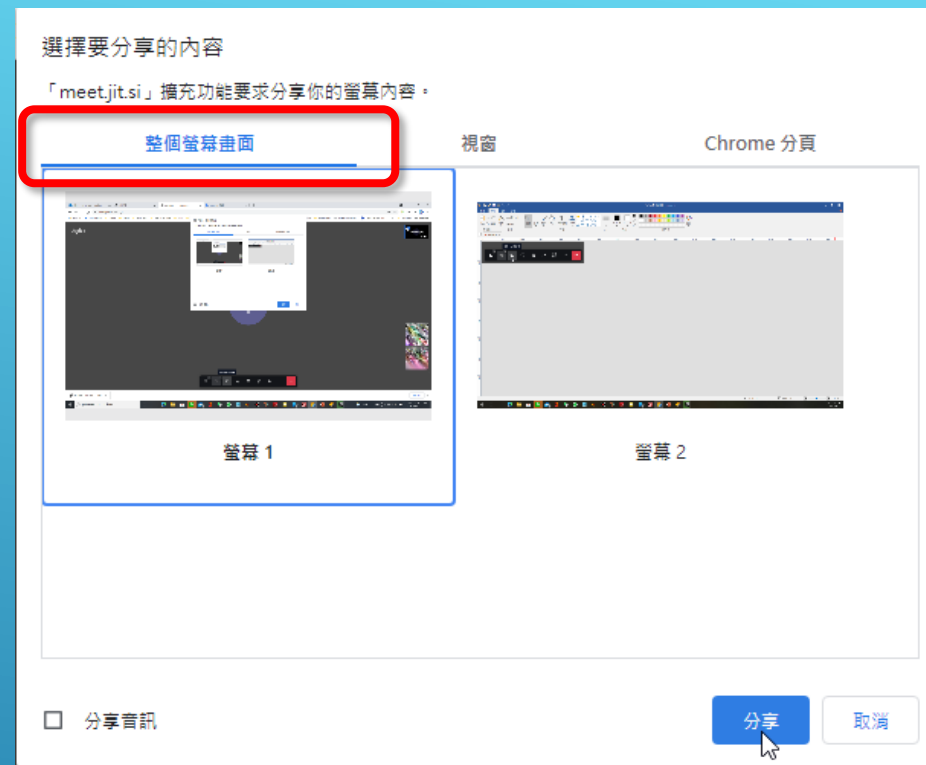 選擇要分享的內容
「meet.jit.si」擴充功能要求分享你的螢幕內容。
整個螢幕畫面 視窗 Chrome 分頁
螢幕 1 螢幕 2
分享音訊 分享 取消